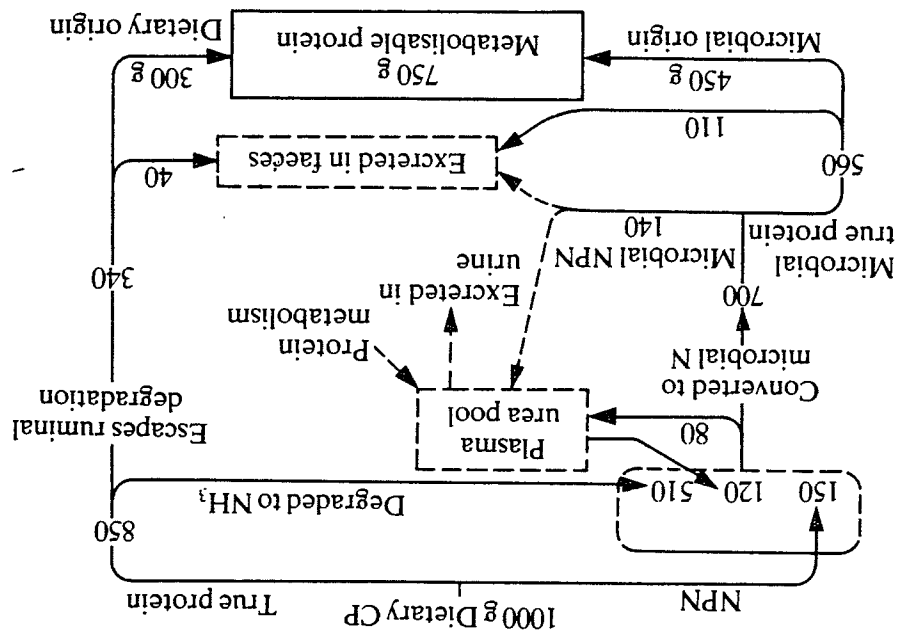 1000 g Dietary CP
NPN
True protein
150
120
510
Degraded to NH₃
850
80
Plasma
urea pool
Escapes ruminal
degradation
Converted to
microbial N
Protein
metabolism
700
Microbial NPN
Excreted in
urine
340
Microbial
true protein
140
560
110
Excreted in faeces
40
450 g
Microbial origin
750 g
Metabolisable protein
300 g
Dietary origin